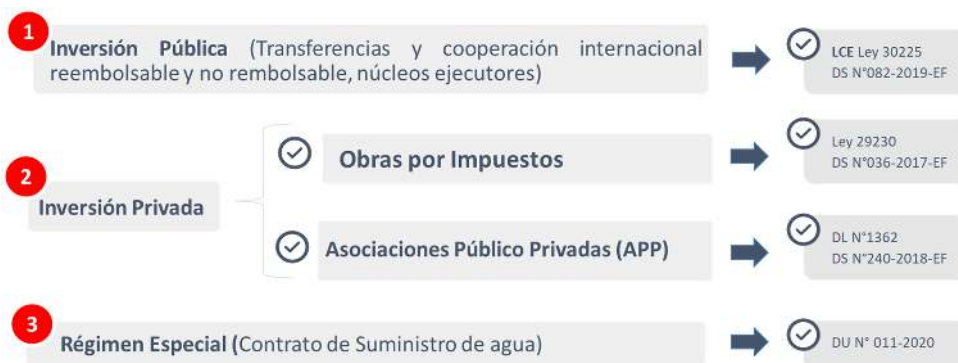 1
Inversión Pública (Transferencias y cooperación internacional
reembolsable y no rembolsable, núcleos ejecutores)
LCE Ley 30225
DS N°082-2019-EF
2
Inversión Privada
Obras por Impuestos
Ley 29230
DS N°036-2017-EF
Asociaciones Público Privadas (APP)
DL N°1362
DS N°240-2018-EF
3
Régimen Especial (Contrato de Suministro de agua)
DU N° 011-2020